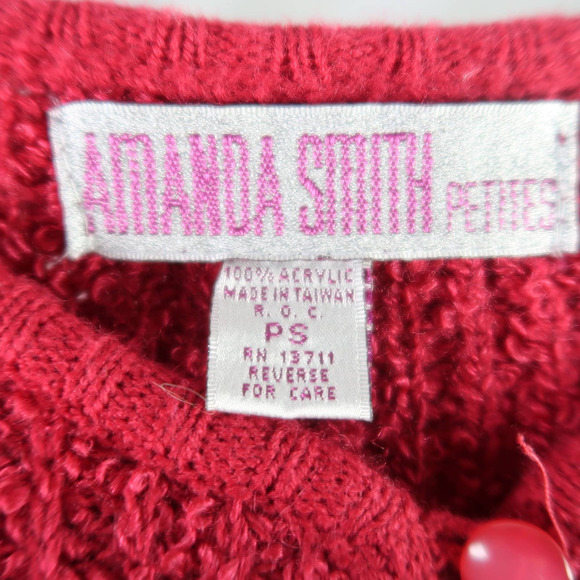 AMANDA SMITH PETITES
100% ACRYLIC
MADE IN TAIWAN
R. O. C.
PS
RN 13711
REVERSE
FOR CARE